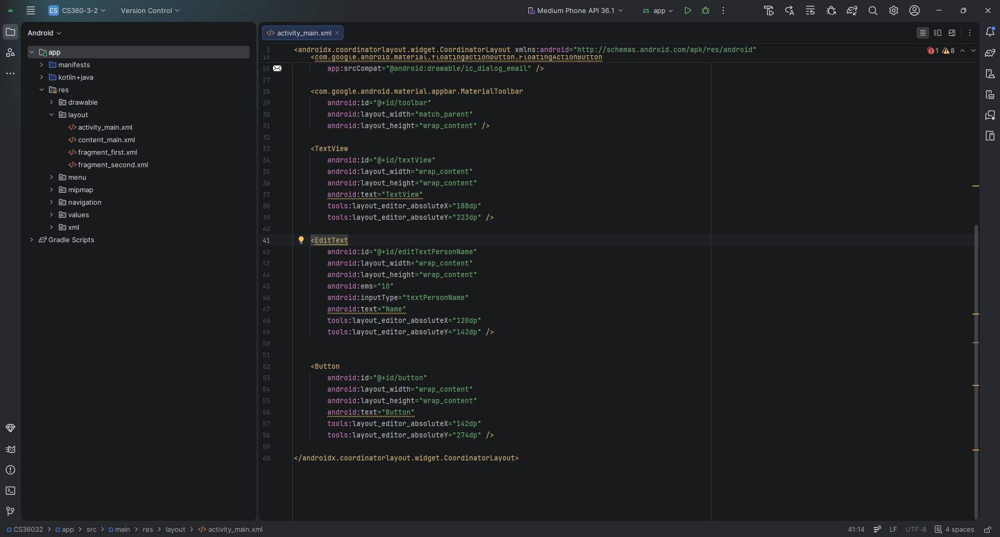 CS CS360-3-2 Version Control Medium Phone API 36.1 app
Android
app
manifests
kotlin+java
res
drawable
layout
activity_main.xml
content_main.xml
fragment_first.xml
fragment_second.xml
menu
mipmap
navigation
values
xml
Gradle Scripts
activity_main.xml
1 8
2 <androidx.coordinatorlayout.widget.CoordinatorLayout xmlns:android="http://schemas.android.com/apk/res/android"
19 <com.google.android.material.floatingactionbutton.FloatingActionButton
26 app:srcCompat="@android:drawable/ic_dialog_email" />
27
28 <com.google.android.material.appbar.MaterialToolbar
29 android:id="@+id/toolbar"
30 android:layout_width="match_parent"
31 android:layout_height="wrap_content" />
32
33 <TextView
34 android:id="@+id/textView"
35 android:layout_width="wrap_content"
36 android:layout_height="wrap_content"
37 android:text="TextView"
38 tools:layout_editor_absoluteX="188dp"
39 tools:layout_editor_absoluteY="223dp" />
40
41 <EditText
42 android:id="@+id/editTextPersonName"
43 android:layout_width="wrap_content"
44 android:layout_height="wrap_content"
45 android:ems="10"
46 android:inputType="textPersonName"
47 android:text="Name"
48 tools:layout_editor_absoluteX="120dp"
49 tools:layout_editor_absoluteY="142dp" />
50
51
52 <Button
53 android:id="@+id/button"
54 android:layout_width="wrap_content"
55 android:layout_height="wrap_content"
56 android:text="Button"
57 tools:layout_editor_absoluteX="142dp"
58 tools:layout_editor_absoluteY="274dp" />
59
60 </androidx.coordinatorlayout.widget.CoordinatorLayout>
CS36032 > app > src > main > res > layout > activity_main.xml 41:14 LF UTF-8 4 spaces